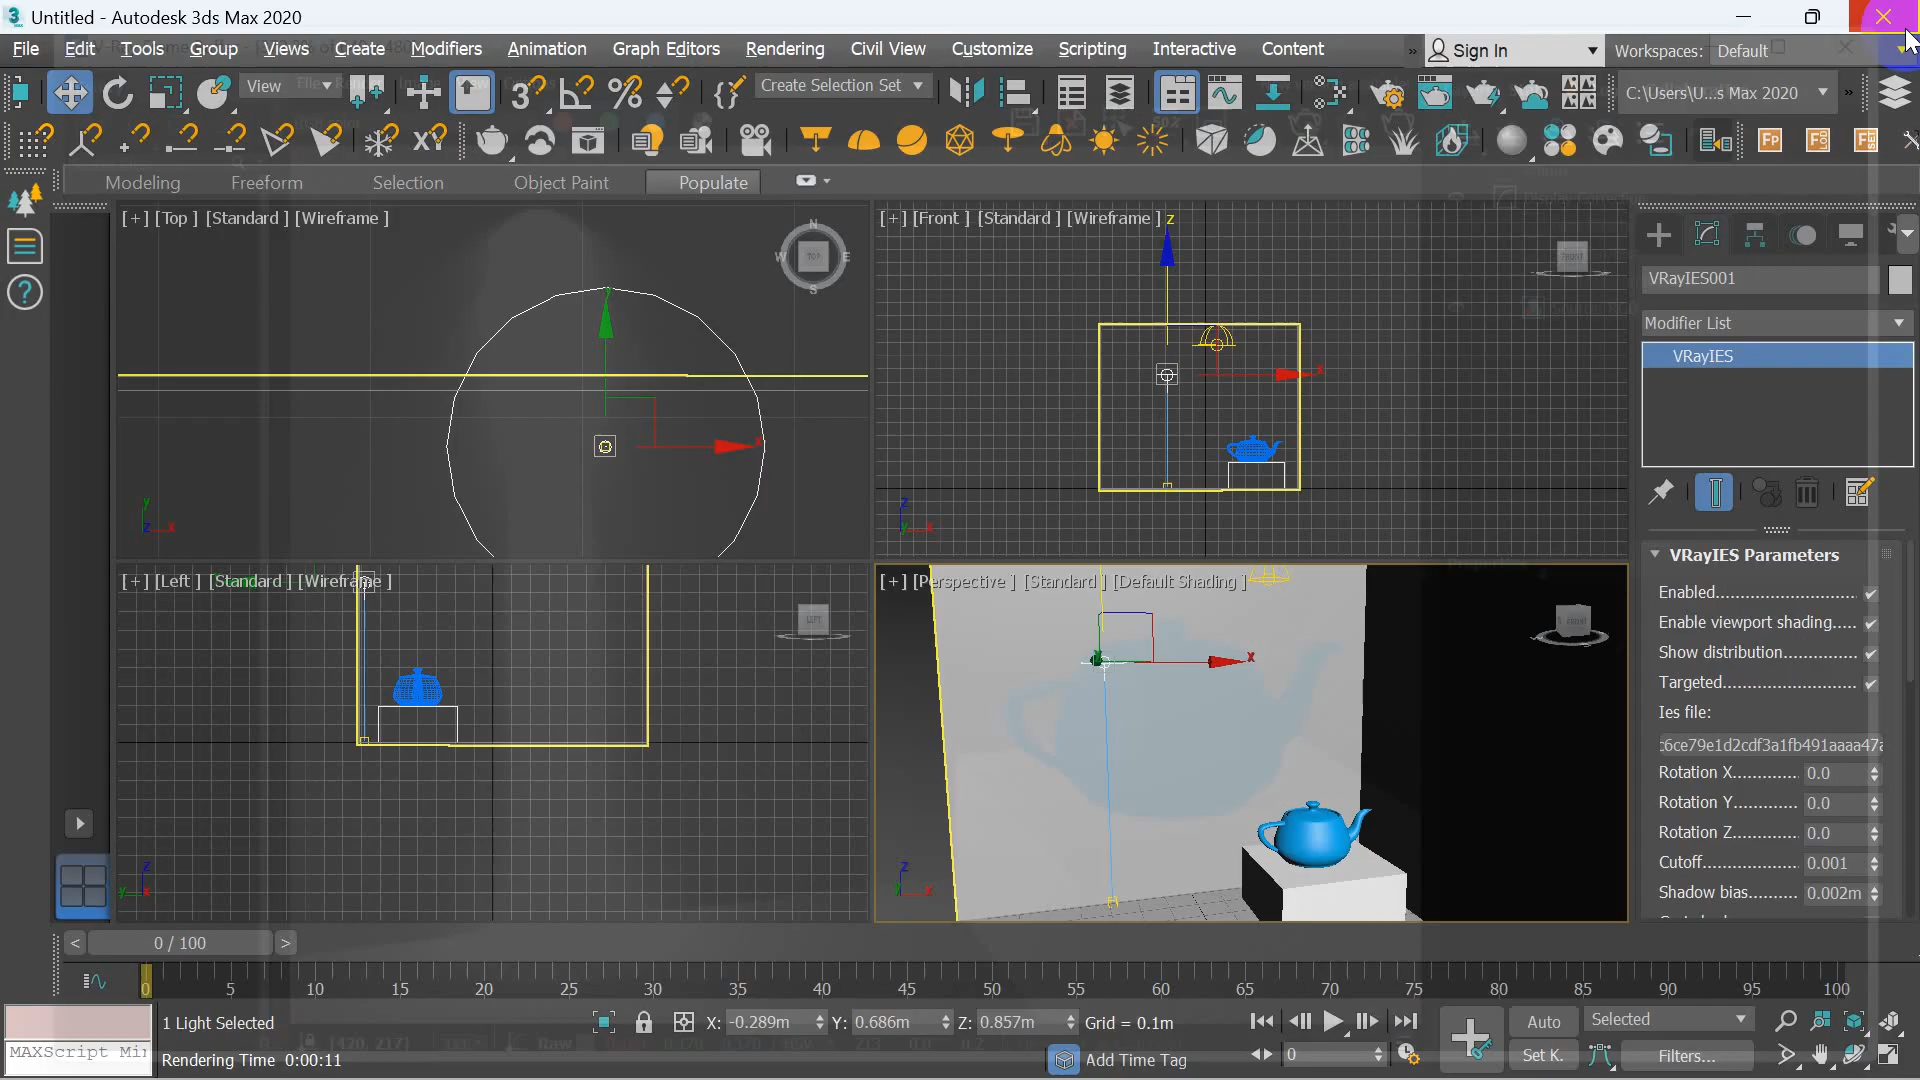 Untitled - Autodesk 3ds Max 2020
File Edit Tools Group Views Create Modifiers Animation Graph Editors Rendering Civil View Customize Scripting Interactive Content » Sign In Workspaces: Default
View Create Selection Set C:\Users\U...s Max 2020 »
Modeling Freeform Selection Object Paint Populate
[+] [Top ] [Standard ] [Wireframe ]
[+] [Front ] [Standard ] [Wireframe ]
VRayIES001
Modifier List
VRayIES
VRayIES Parameters
[+] [Left ] [Standard ] [Wireframe ]
[+] [Perspective ] [Standard ] [Default Shading ]
Enabled
Enable viewport shading
Show distribution
Targeted
Ies file:
c6ce79e1d2cdf3a1fb491aaaa47a
Rotation X 0.0
Rotation Y 0.0
Rotation Z 0.0
Cutoff 0.001
Shadow bias 0.002m
< 0 / 100 >
0 5 10 15 20 25 30 35 40 45 50 55 60 65 70 75 80 85 90 95 100
1 Light Selected X: -0.289m Y: 0.686m Z: 0.857m Grid = 0.1m Auto Selected
MAXScript Mi Rendering Time 0:00:11 Add Time Tag 0 Set K. Filters...